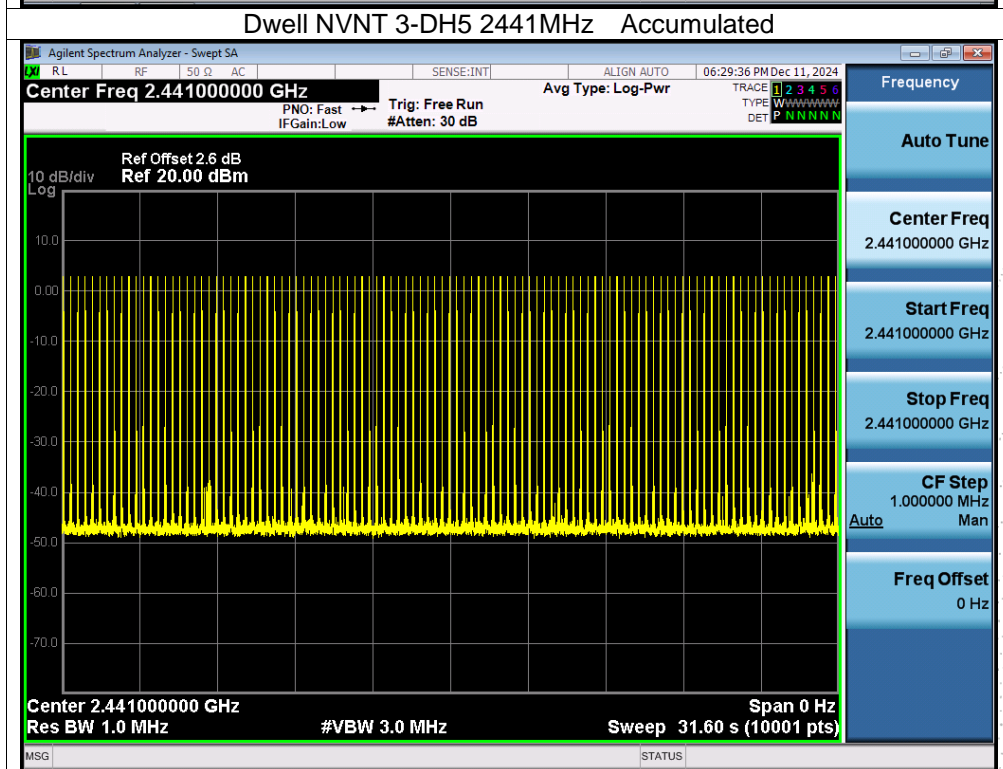 Dwell NVNT 3-DH5 2441MHz Accumulated
Agilent Spectrum Analyzer - Swept SA
LXI RL RF 50 Ω AC SENSE:INT ALIGN AUTO 06:29:36 PM Dec 11, 2024
Center Freq 2.441000000 GHz
PNO: Fast
IFGain:Low
Trig: Free Run
#Atten: 30 dB
Avg Type: Log-Pwr
TRACE 1 2 3 4 5 6
TYPE WWWWWWW
DET P N N N N N
Frequency
Auto Tune
Center Freq
2.441000000 GHz
Start Freq
2.441000000 GHz
Stop Freq
2.441000000 GHz
CF Step
1.000000 MHz
Auto Man
Freq Offset
0 Hz
Ref Offset 2.6 dB
10 dB/div Ref 20.00 dBm
Log
10.0
0.00
-10.0
-20.0
-30.0
-40.0
-50.0
-60.0
-70.0
Center 2.441000000 GHz Span 0 Hz
Res BW 1.0 MHz #VBW 3.0 MHz Sweep 31.60 s (10001 pts)
MSG STATUS